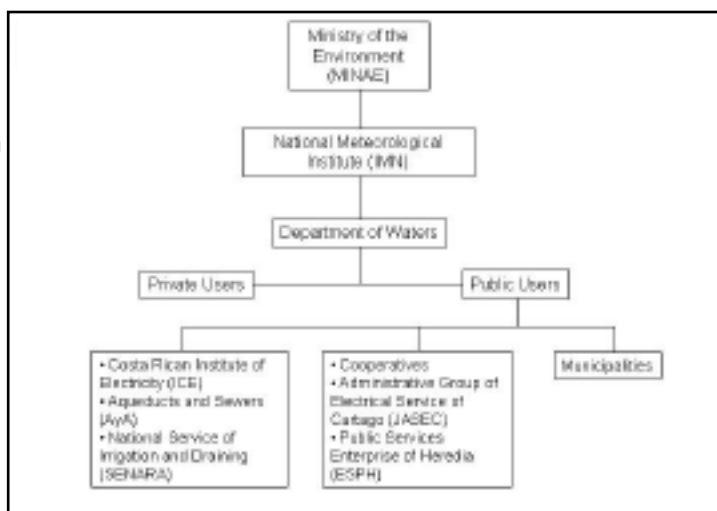 Ministry of the
Environment
(MINAE)
National Meteorological
Institute (IMN)
Department of Waters
Private Users
Public Users
• Costa Rican Institute of
Electricity (ICE)
• Aqueducts and Sewers
(AyA)
• National Service of
Irrigation and Draining
(SENARA)
• Cooperatives
• Administrative Group of
Electrical Service of
Cartago (JASEC)
• Public Services
Enterprise of Heredia
(ESPH)
Municipalities